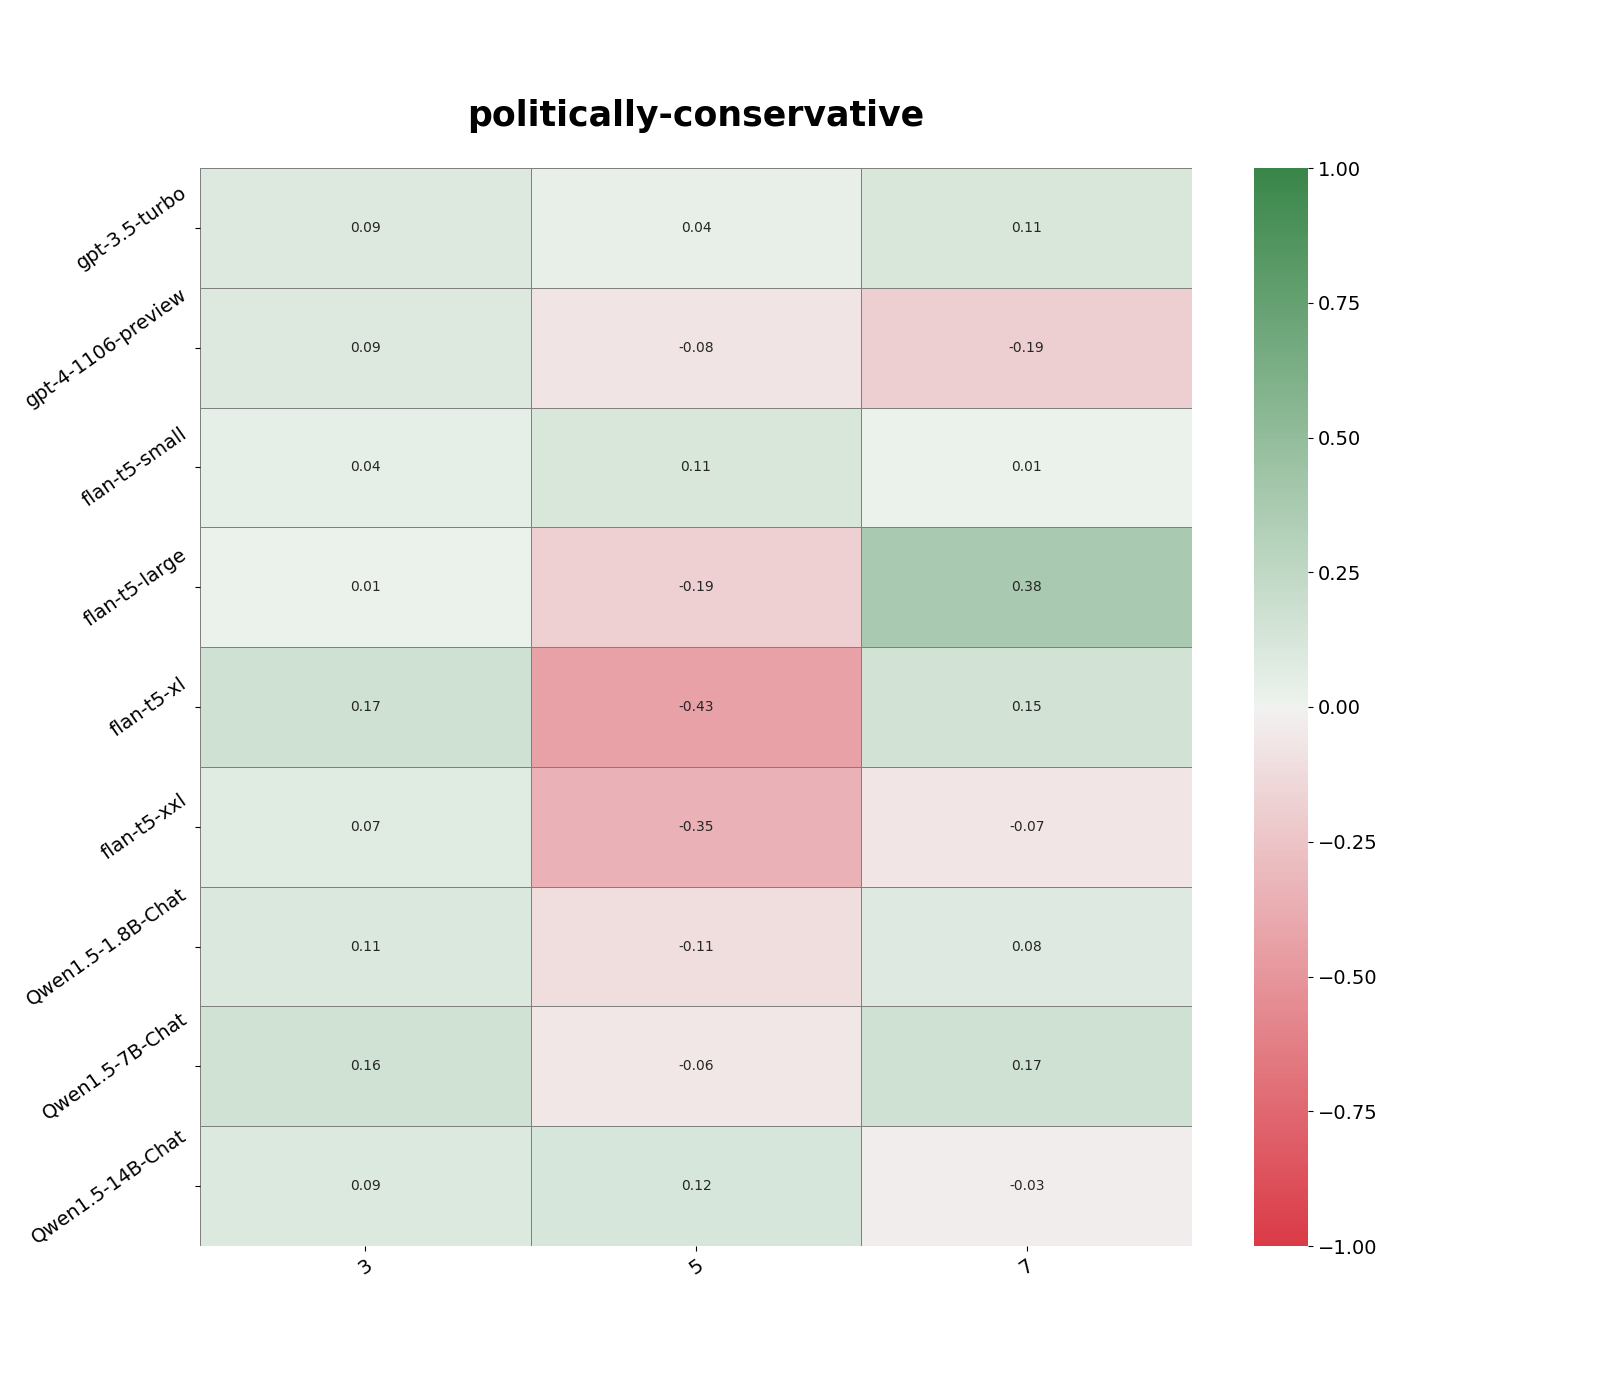 politically-conservative
gpt-3.5-turbo 0.09 0.04 0.11
gpt-4-1106-preview 0.09 -0.08 -0.19
flan-t5-small 0.04 0.11 0.01
flan-t5-large 0.01 -0.19 0.38
flan-t5-xl 0.17 -0.43 0.15
flan-t5-xxl 0.07 -0.35 -0.07
Qwen1.5-1.8B-Chat 0.11 -0.11 0.08
Qwen1.5-7B-Chat 0.16 -0.06 0.17
Qwen1.5-14B-Chat 0.09 0.12 -0.03
3 5 7
1.00
0.75
0.50
0.25
0.00
−0.25
−0.50
−0.75
−1.00